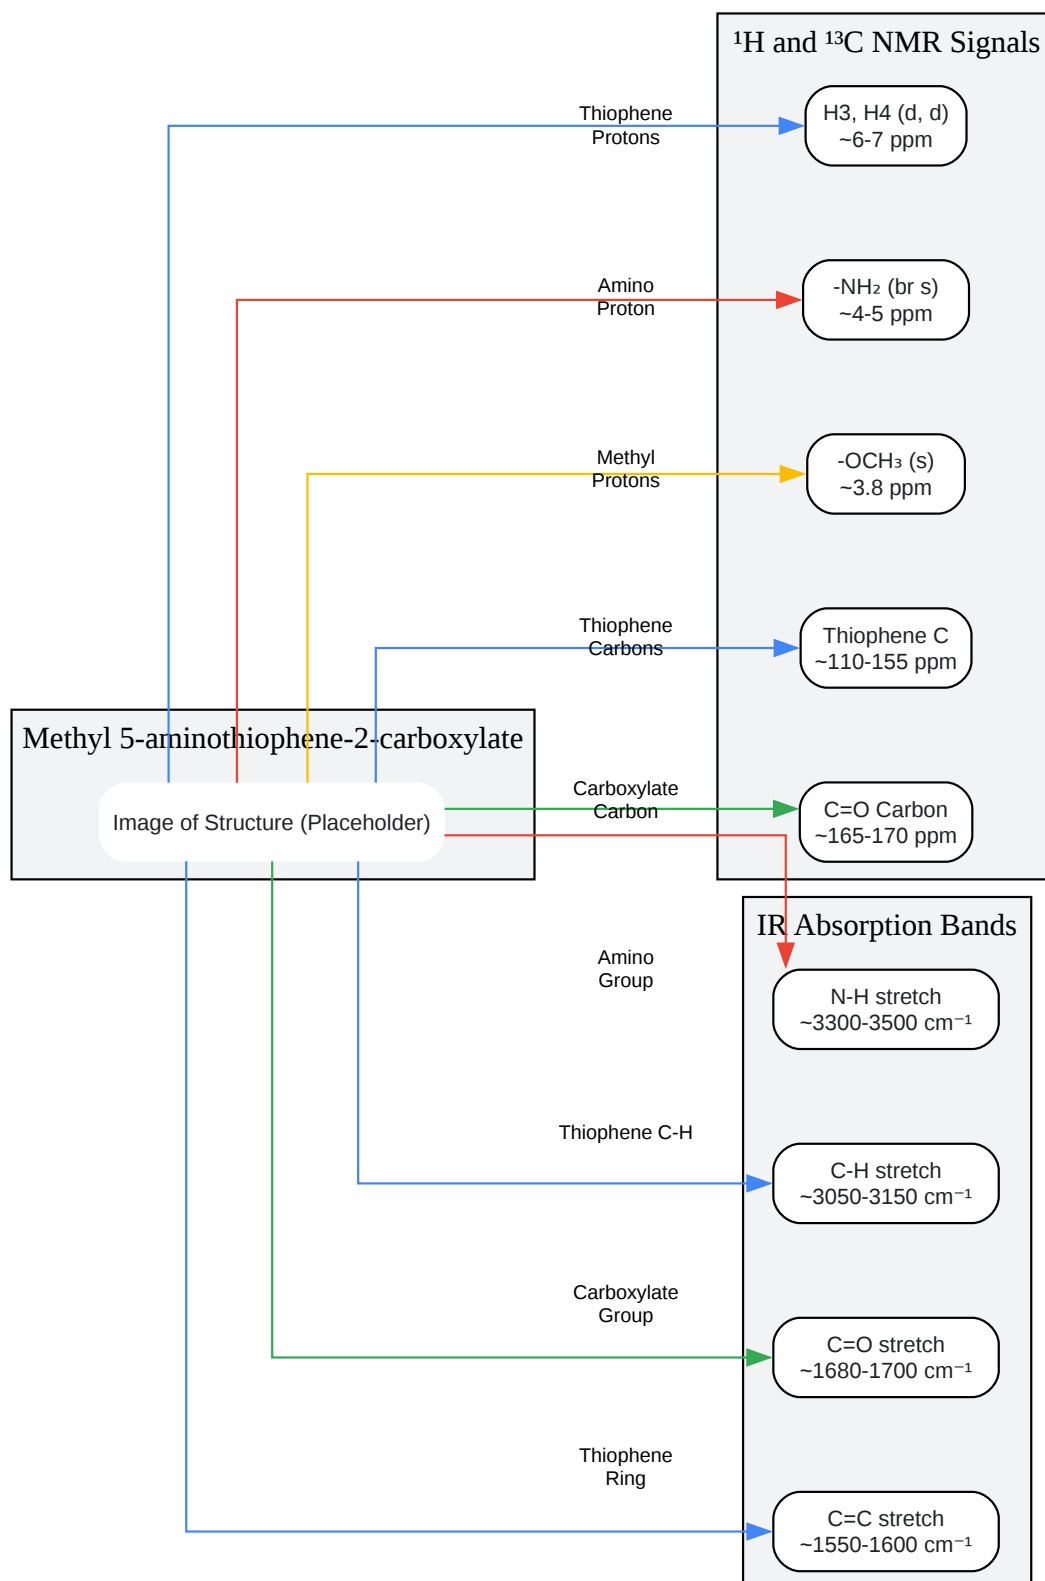 ¹H and ¹³C NMR Signals
Thiophene
Protons
H3, H4 (d, d)
~6-7 ppm
Amino
Proton
-NH₂ (br s)
~4-5 ppm
Methyl
Protons
-OCH₃ (s)
~3.8 ppm
Thiophene
Carbons
Thiophene C
~110-155 ppm
Methyl 5-aminothiophene-2-carboxylate
Image of Structure (Placeholder)
Carboxylate
Carbon
C=O Carbon
~165-170 ppm
IR Absorption Bands
Amino
Group
N-H stretch
~3300-3500 cm⁻¹
Thiophene C-H
C-H stretch
~3050-3150 cm⁻¹
Carboxylate
Group
C=O stretch
~1680-1700 cm⁻¹
Thiophene
Ring
C=C stretch
~1550-1600 cm⁻¹